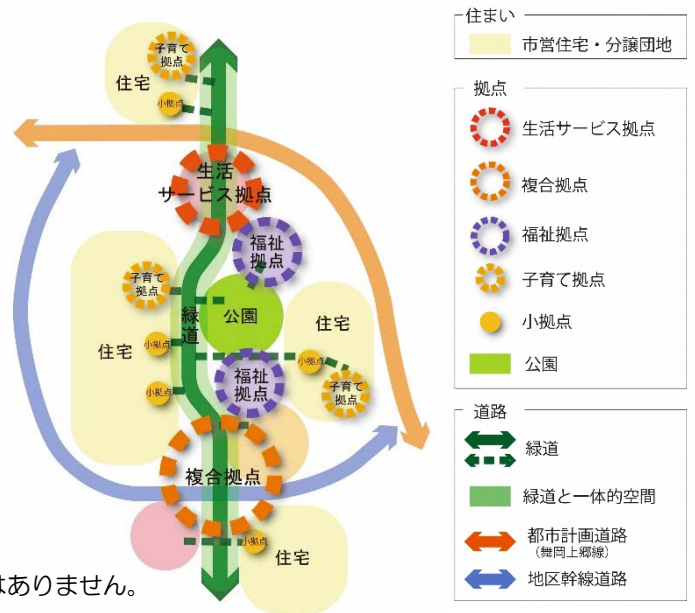 子育て
拠点
住宅
小拠点
生活
サービス拠点
福祉
拠点
子育て
拠点
緑道
公園
住宅
住宅
小拠点
小拠点
小拠点
福祉
拠点
子育て
拠点
複合拠点
小拠点
住宅
はありません。
住まい
市営住宅・分譲団地
拠点
生活サービス拠点
複合拠点
福祉拠点
子育て拠点
小拠点
公園
道路
緑道
緑道と一体的空間
都市計画道路
(舞岡上郷線)
地区幹線道路